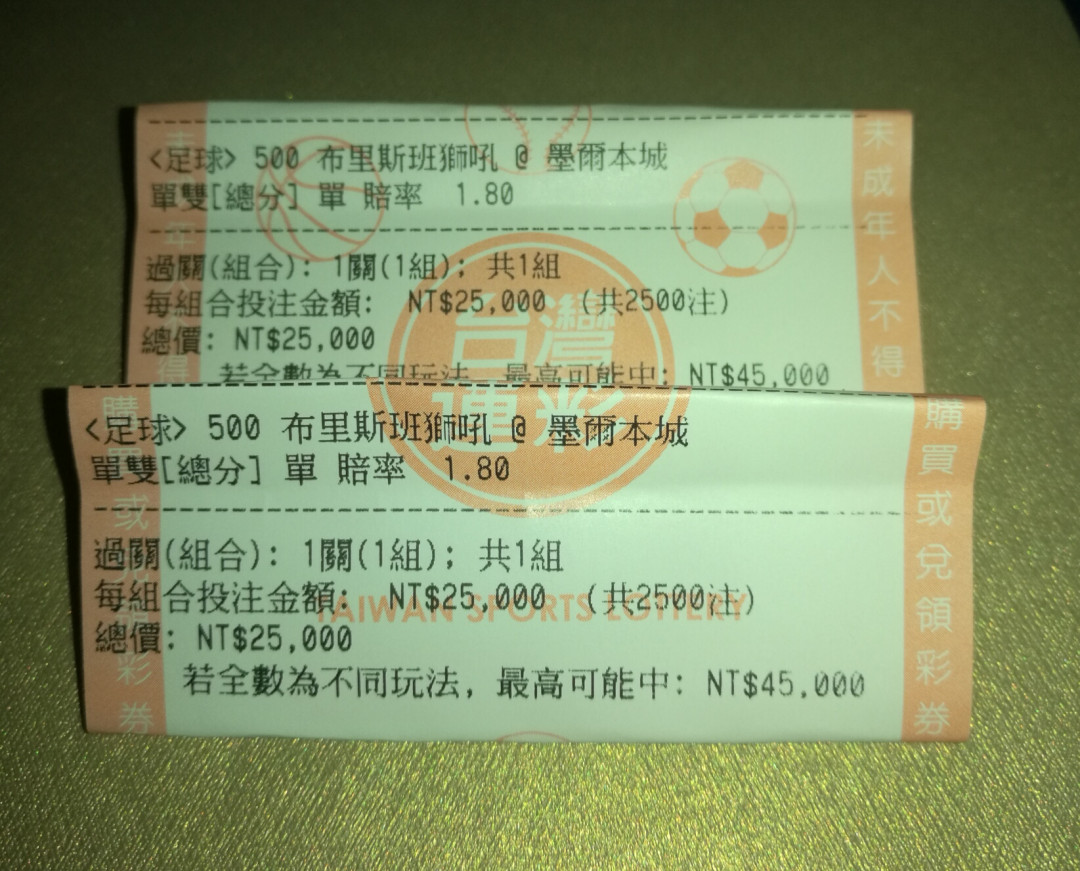 <足球> 500 布里斯班獅吼 @ 墨爾本城
單雙[總分] 單 賠率 1.80
過關(組合): 1關(1組); 共1組
每組合投注金額: NT$25,000 (共2500注)
總價: NT$25,000
若全數為不同玩法, 最高可能中: NT$45,000
台灣
運彩
未成年人不得
<足球> 500 布里斯班獅吼 @ 墨爾本城
單雙[總分] 單 賠率 1.80
過關(組合): 1關(1組); 共1組
每組合投注金額: NT$25,000 (共2500注)
TAIWAN SPORTS LOTTERY
總價: NT$25,000
若全數為不同玩法, 最高可能中: NT$45,000
購買或兌領彩券